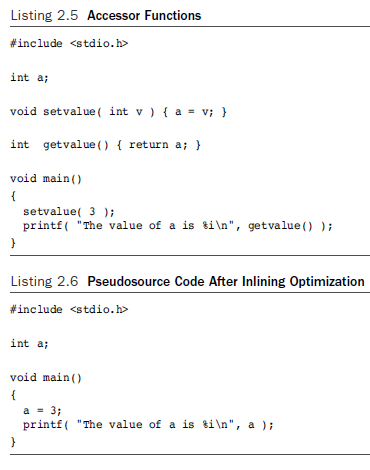 Listing 2.5 Accessor Functions
#include <stdio.h>
int a;
void setvalue( int v ) { a = v; }
int  getvalue() { return a; }
void main()
{
  setvalue( 3 );
  printf( "The value of a is %i\n", getvalue() );
}
Listing 2.6 Pseudosource Code After Inlining Optimization
#include <stdio.h>
int a;
void main()
{
  a = 3;
  printf( "The value of a is %i\n", a );
}